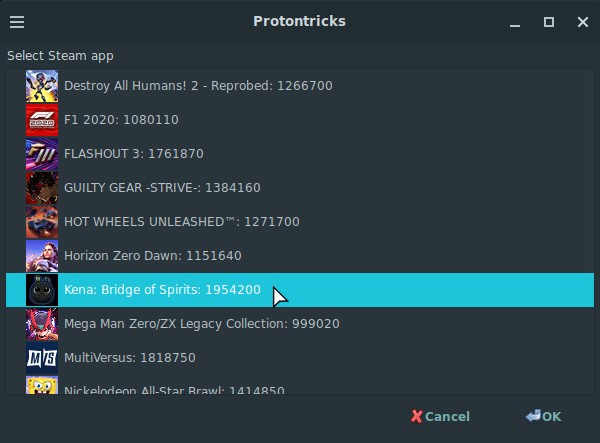 Protontricks
Select Steam app
Destroy All Humans! 2 - Reprobed: 1266700
F1 2020: 1080110
FLASHOUT 3: 1761870
GUILTY GEAR -STRIVE-: 1384160
HOT WHEELS UNLEASHED™: 1271700
Horizon Zero Dawn: 1151640
Kena: Bridge of Spirits: 1954200
Mega Man Zero/ZX Legacy Collection: 999020
MultiVersus: 1818750
Nickelodeon All-Star Brawl: 1414850
Cancel
OK